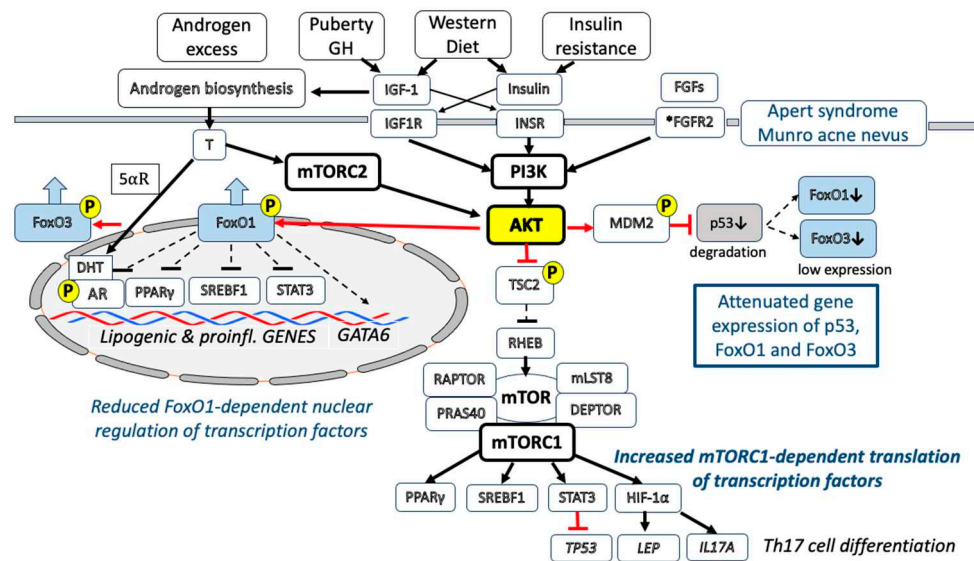 Androgen
excess
Puberty
GH
Western
Diet
Insulin
resistance
Androgen biosynthesis
IGF-1
Insulin
FGFs
IGF1R
INSR
*FGFR2
Apert syndrome
Munro acne nevus
T
5αR
mTORC2
PI3K
P
FoxO3
P
FoxO1
AKT
P
MDM2
p53↓
degradation
FoxO1↓
FoxO3↓
low expression
DHT
P
AR
PPARγ
SREBF1
STAT3
P
TSC2
Lipogenic & proinfl. GENES
GATA6
RHEB
Attenuated gene
expression of p53,
FoxO1 and FoxO3
Reduced FoxO1-dependent nuclear
regulation of transcription factors
RAPTOR
mLST8
mTOR
PRAS40
DEPTOR
mTORC1
Increased mTORC1-dependent translation
of transcription factors
PPARγ
SREBF1
STAT3
HIF-1α
TP53
LEP
IL17A
Th17 cell differentiation